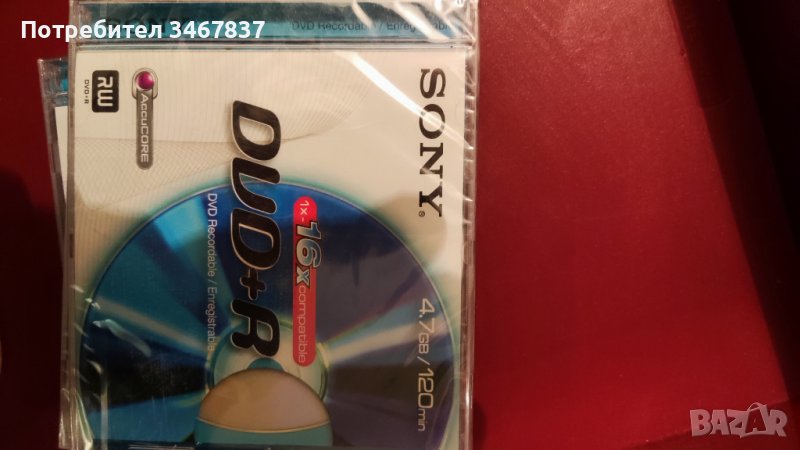 Потребител 3467837
DVD Recordable / Enregistrable
SONY®
RW
DVD+R
AccuCORE
DVD+R
DVD Recordable / Enregistrable
1x-16x compatible
4.7GB/120min
BAZAR